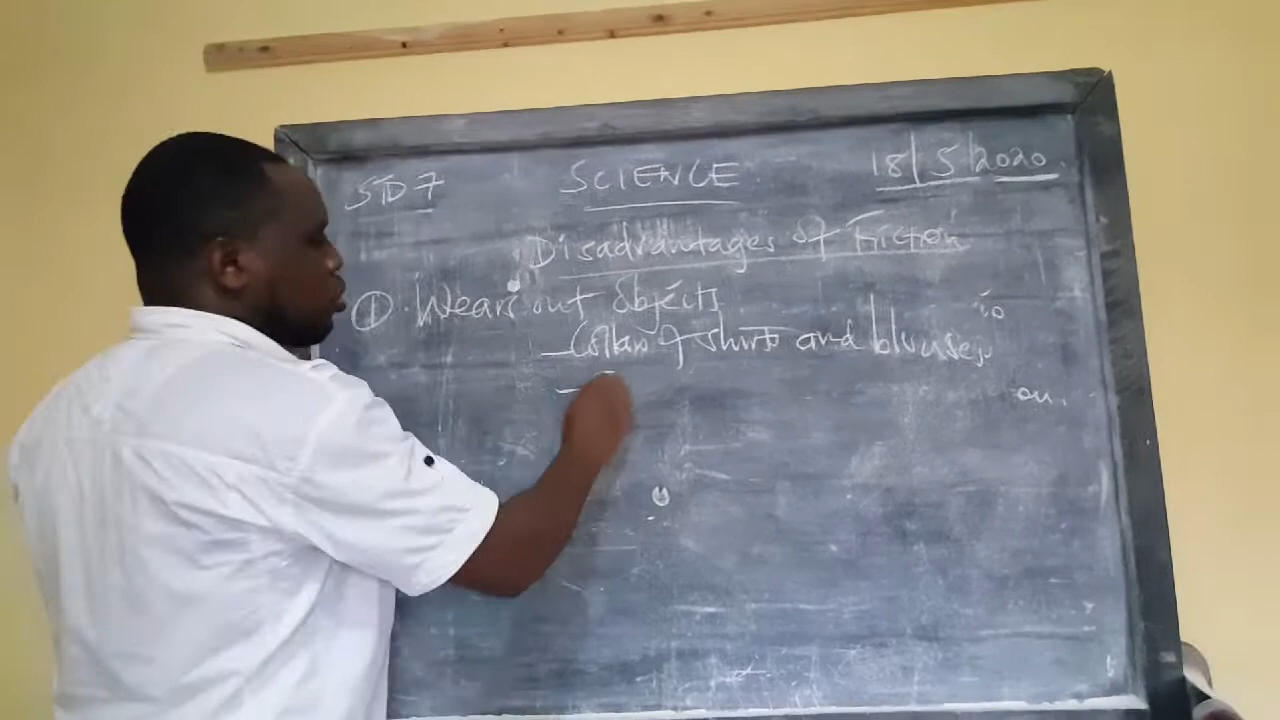 STD 7 SCIENCE 18/5/2020.
Disadvantages of Friction
① Wears out objects
- Collar of shirts and blouses
-